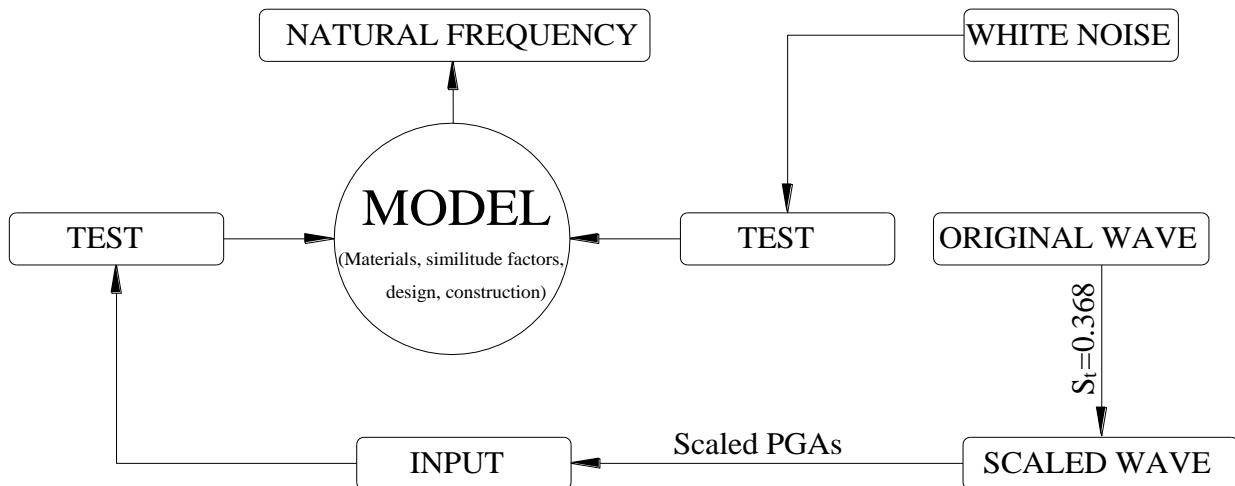 NATURAL FREQUENCY
WHITE NOISE
MODEL
(Materials, similitude factors,
design, construction)
TEST
TEST
ORIGINAL WAVE
S_t=0.368
Scaled PGAs
INPUT
SCALED WAVE